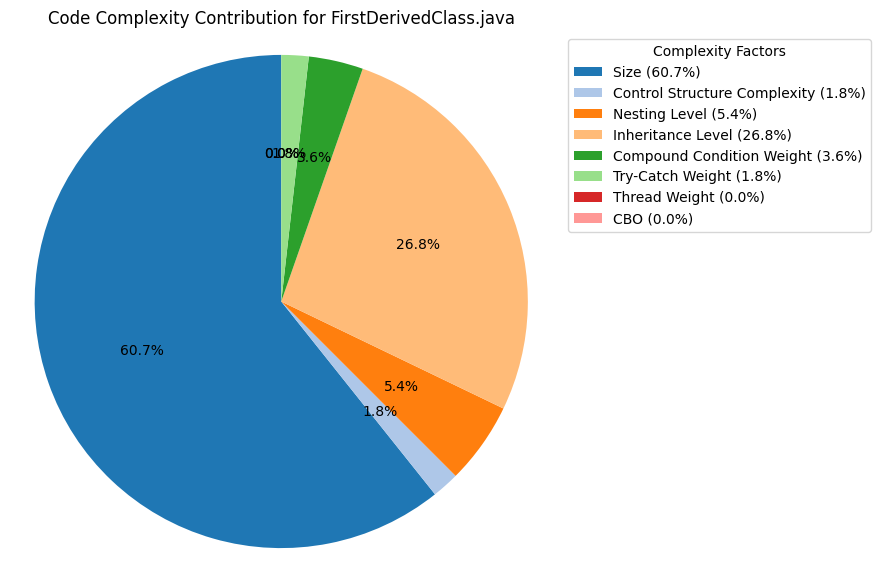 Code Complexity Contribution for FirstDerivedClass.java
Complexity Factors
Size (60.7%)
Control Structure Complexity (1.8%)
Nesting Level (5.4%)
Inheritance Level (26.8%)
Compound Condition Weight (3.6%)
Try-Catch Weight (1.8%)
Thread Weight (0.0%)
CBO (0.0%)
3.6%
26.8%
60.7%
5.4%
1.8%